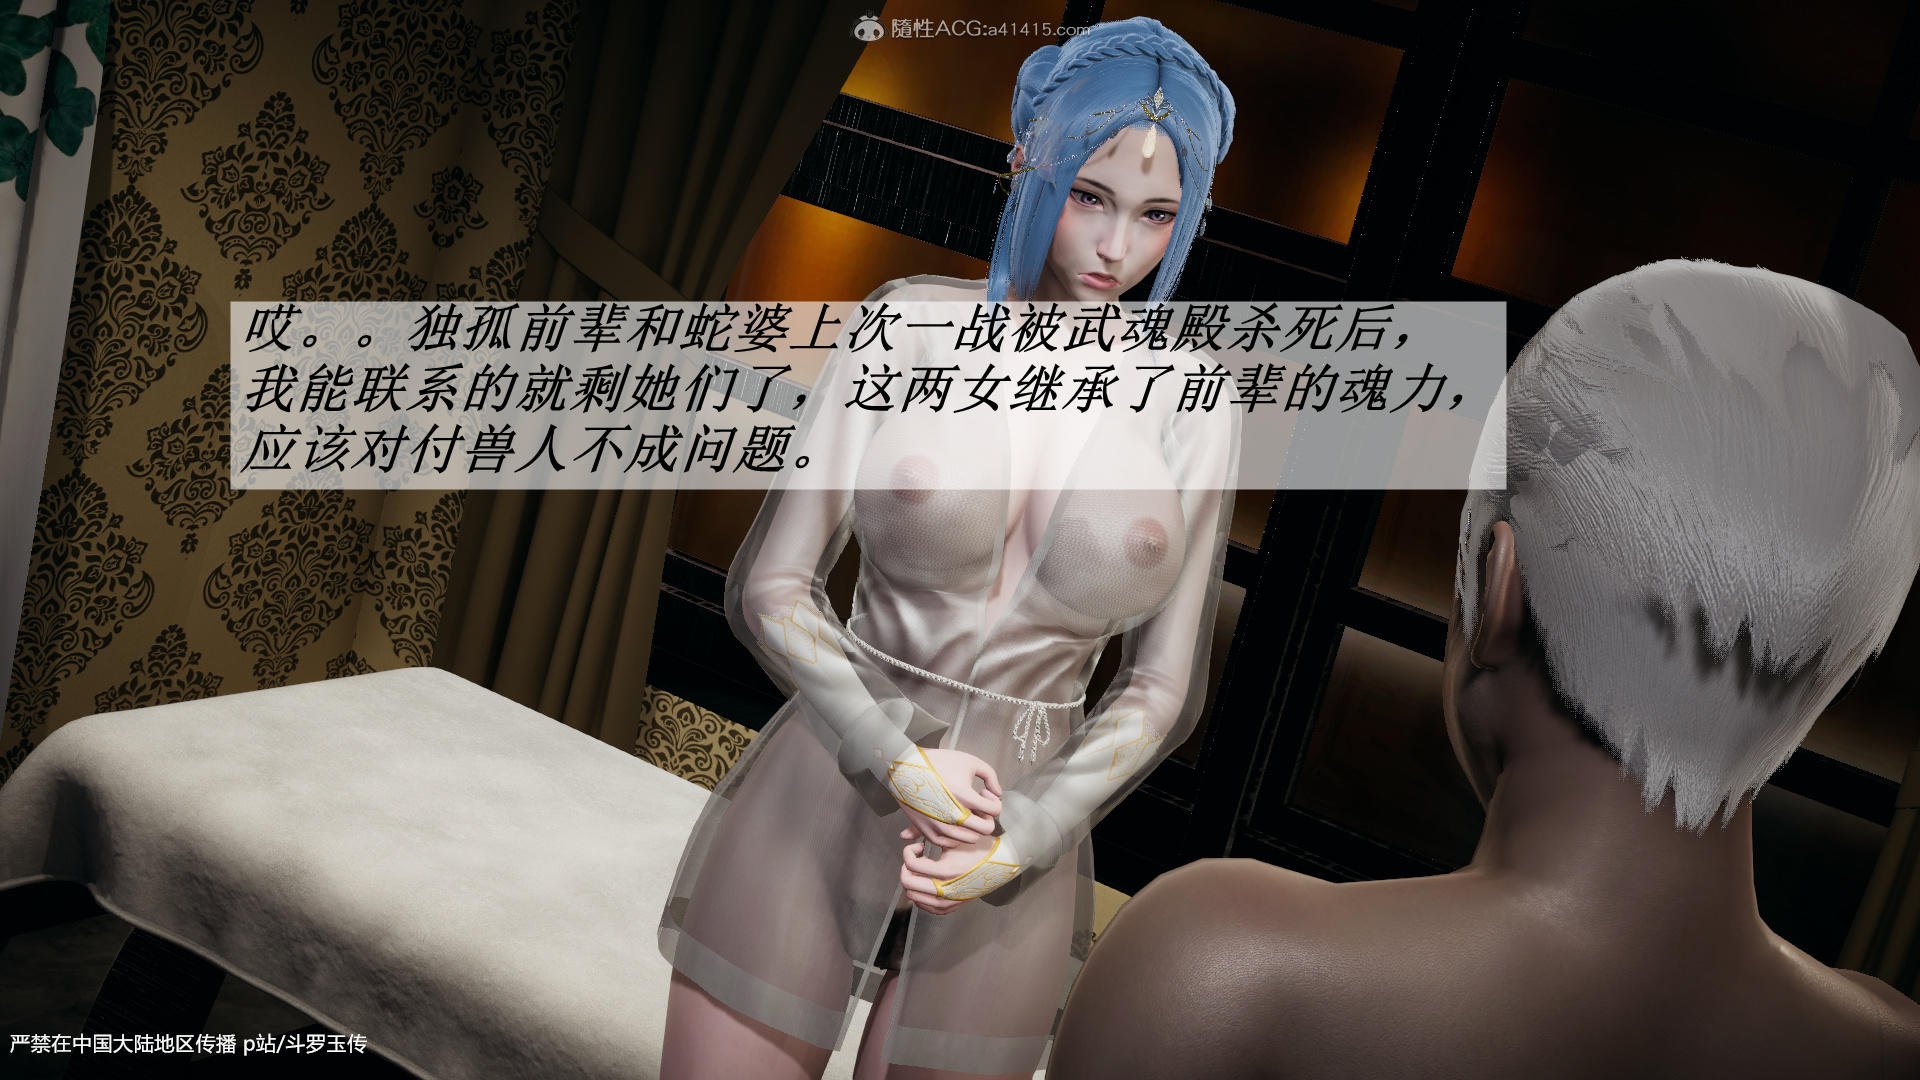 隨性ACG:a41415.com
哎。。独孤前辈和蛇婆上次一战被武魂殿杀死后，
我能联系的就剩她们了，这两女继承了前辈的魂力，
应该对付兽人不成问题。
严禁在中国大陆地区传播 p站/斗罗玉传